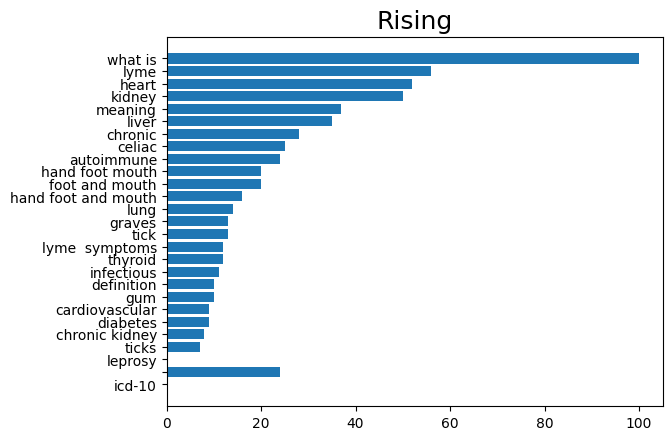 Rising
what is
lyme
heart
kidney
meaning
liver
chronic
celiac
autoimmune
hand foot mouth
foot and mouth
hand foot and mouth
lung
graves
tick
lyme  symptoms
thyroid
infectious
definition
gum
cardiovascular
diabetes
chronic kidney
ticks
leprosy
icd-10
0 20 40 60 80 100